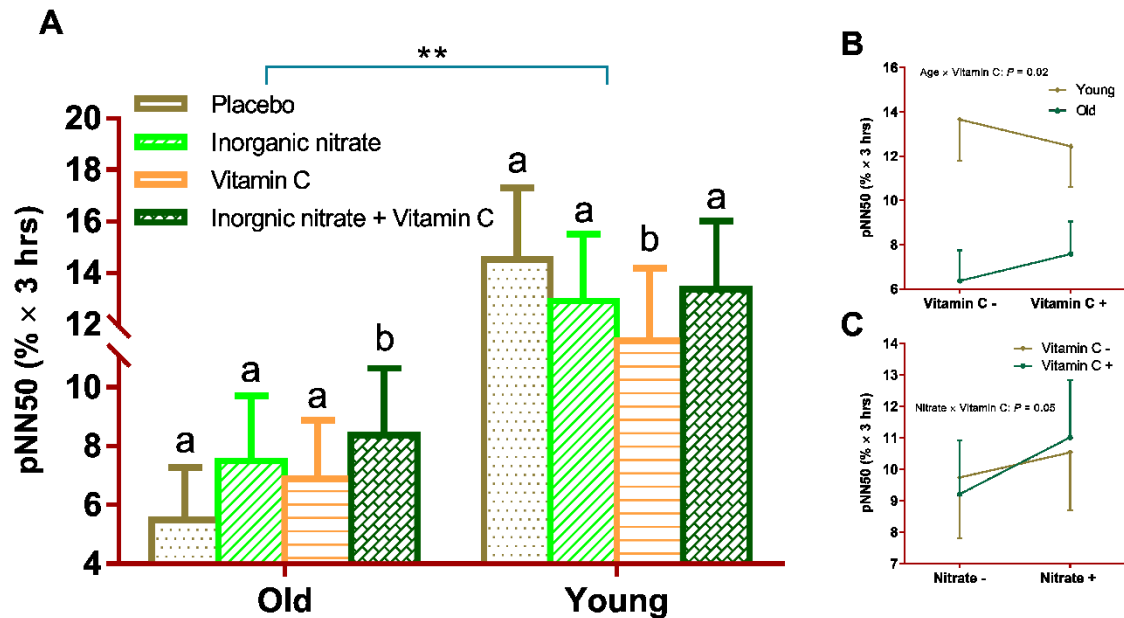 A
**
Placebo
Inorganic nitrate
Vitamin C
Inorgnic nitrate + Vitamin C
pNN50 (% × 3 hrs)
20
18
16
14
12
10
8
6
4
a
a
a
b
a
a
b
a
Old
Young
B
Age × Vitamin C: P = 0.02
Young
Old
pNN50 (% × 3 hrs)
16
14
12
10
8
6
Vitamin C -
Vitamin C +
C
Vitamin C -
Vitamin C +
Nitrate × Vitamin C: P = 0.05
pNN50 (% × 3 hrs)
14
13
12
11
10
9
8
7
Nitrate -
Nitrate +